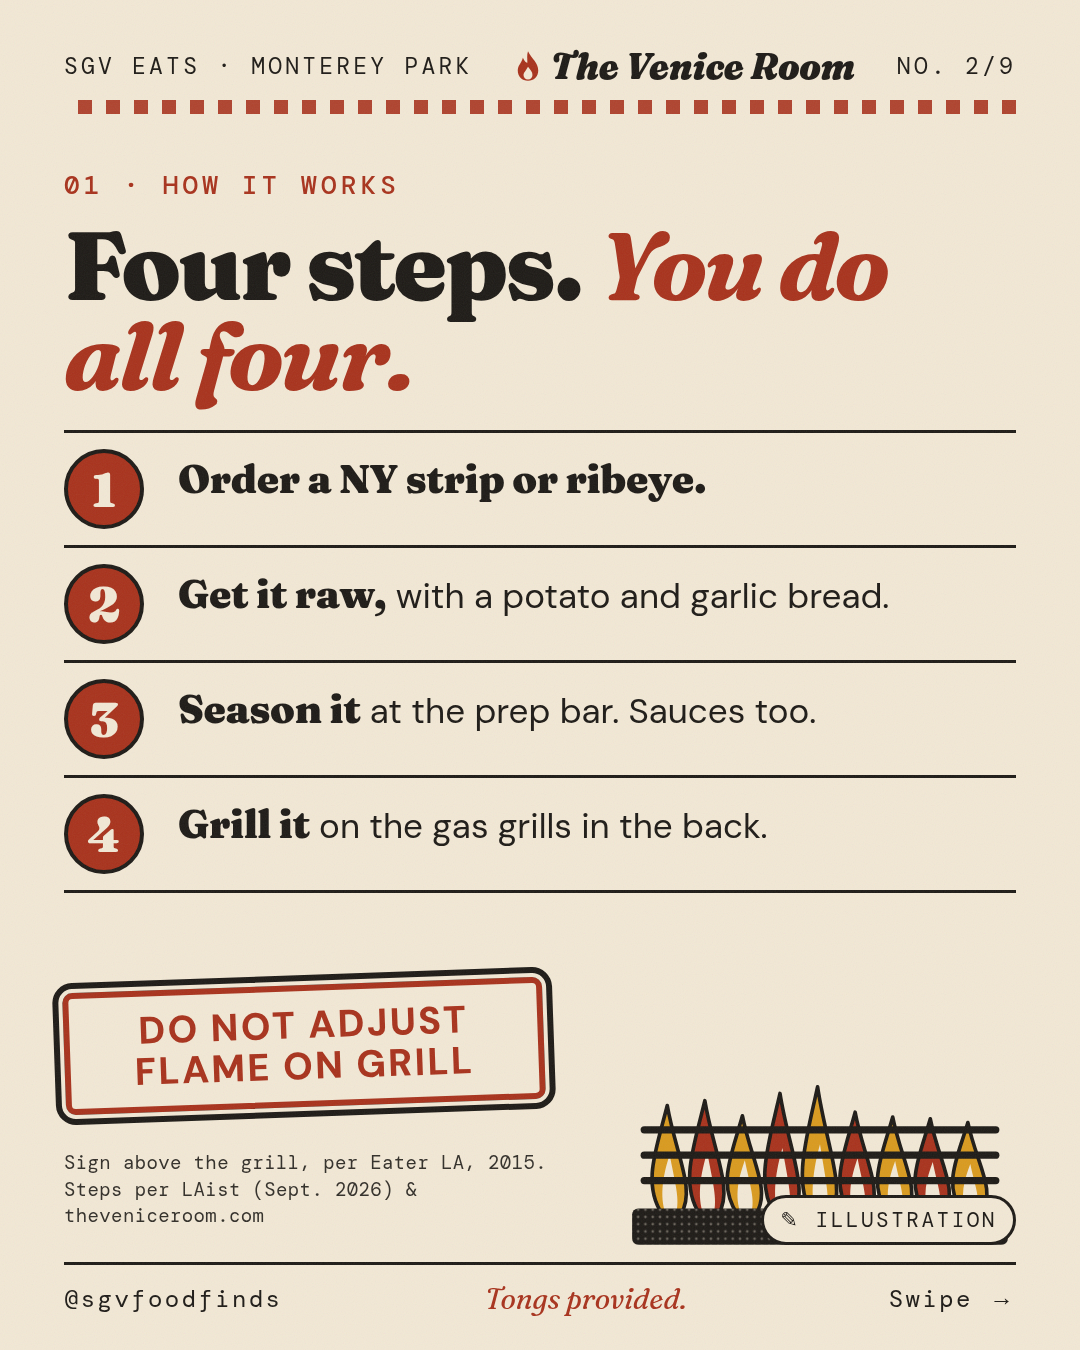 SGV EATS · MONTEREY PARK
The Venice Room
NO. 2/9
01 · HOW IT WORKS
Four steps. You do
all four.
1
Order a NY strip or ribeye.
2
Get it raw, with a potato and garlic bread.
3
Season it at the prep bar. Sauces too.
4
Grill it on the gas grills in the back.
DO NOT ADJUST
FLAME ON GRILL
Sign above the grill, per Eater LA, 2015.
Steps per LAist (Sept. 2026) &
theveniceroom.com
✎ ILLUSTRATION
@sgvfoodfinds
Tongs provided.
Swipe →